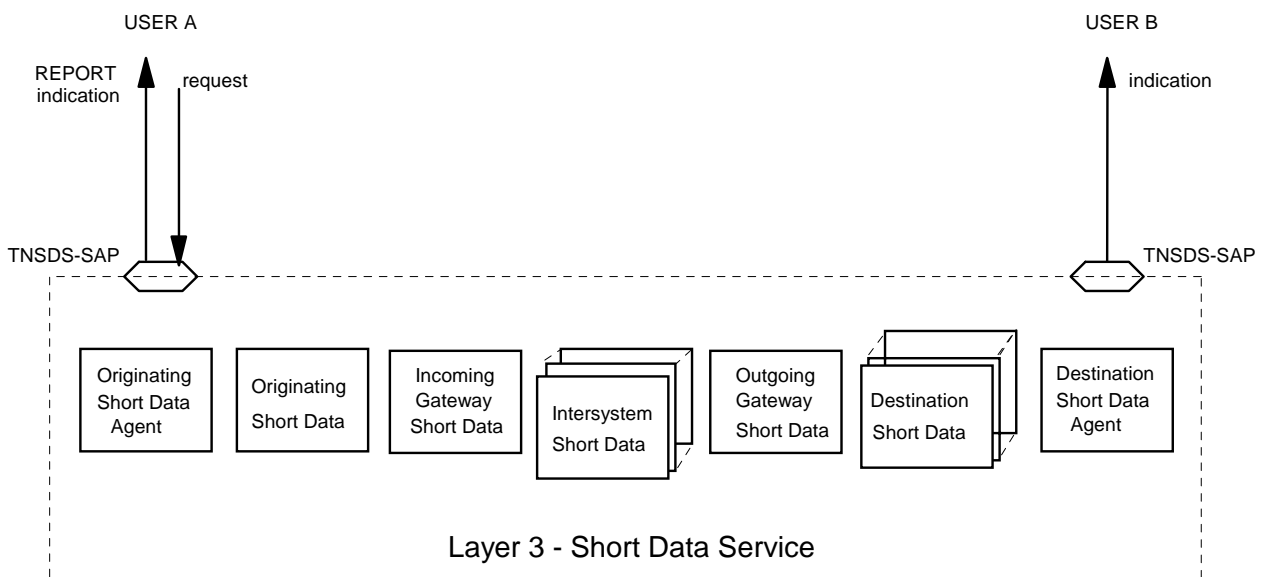 USER A
USER B
REPORT
indication
request
indication
TNSDS-SAP
TNSDS-SAP
Originating
Short Data
Agent
Originating
Short Data
Incoming
Gateway
Short Data
Intersystem
Short Data
Outgoing
Gateway
Short Data
Destination
Short Data
Destination
Short Data
Agent
Layer 3 - Short Data Service